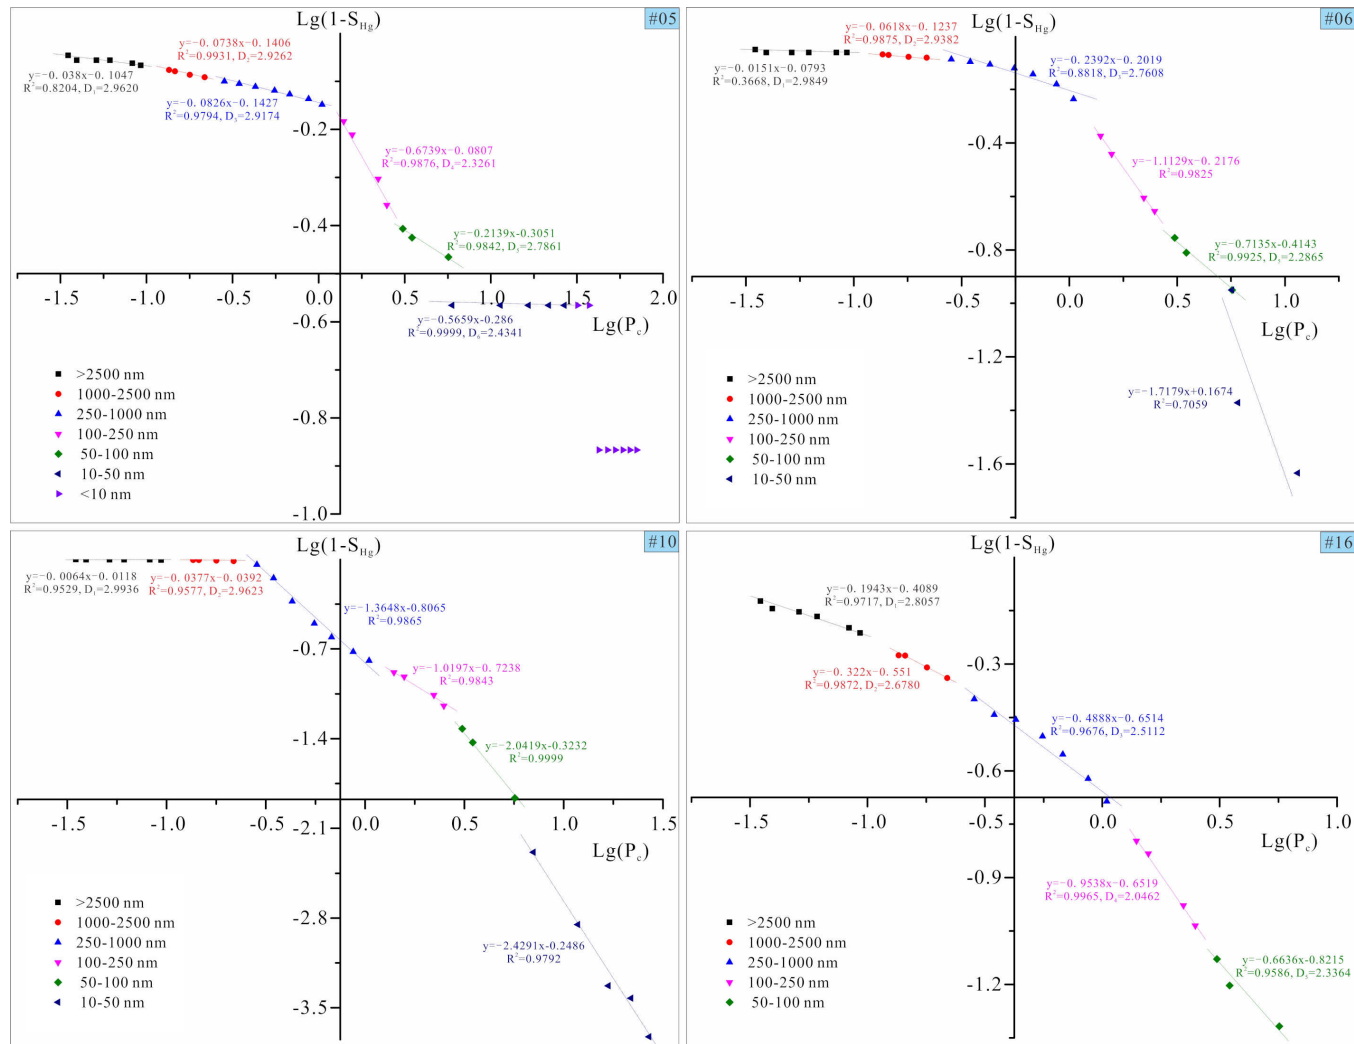 Lg(1-S_Hg)
#05
y=-0. 0738x-0. 1406
R²=0.9931, D₂=2.9262
y=-0. 038x-0. 1047
R²=0.8204, D₁=2.9620
y=-0. 0826x-0. 1427
R²=0.9794, D₃=2.9174
-0.2
y=-0.6739x-0. 0807
R²=0.9876, D₄=2.3261
-0.4
y=-0.2139x-0.3051
R²=0.9842, D₅=2.7861
-1.5 -1.0 -0.5 0.0 0.5 1.0 1.5 2.0
Lg(P_c)
-0.6
y=-0.5659x-0.286
R²=0.9999, D₆=2.4341
>2500 nm
1000-2500 nm
250-1000 nm
100-250 nm
50-100 nm
10-50 nm
<10 nm
-0.8
-1.0
Lg(1-S_Hg)
#06
y=-0. 0618x-0. 1237
R²=0.9875, D₂=2.9382
y=-0. 0151x-0. 0793
R²=0.3668, D₁=2.9849
y=-0. 2392x-0. 2019
R²=0.8818, D₃=2.7608
-0.4
y=-1.1129x-0. 2176
R²=0.9825
-0.8
y=-0.7135x-0.4143
R²=0.9925, D₅=2.2865
-1.5 -1.0 -0.5 0.0 0.5 1.0
Lg(P_c)
-1.2
y=-1.7179x+0.1674
R²=0.7059
>2500 nm
1000-2500 nm
250-1000 nm
100-250 nm
50-100 nm
10-50 nm
-1.6
Lg(1-S_Hg)
#10
y=-0. 0064x-0. 0118
R²=0.9529, D₁=2.9936
y=-0. 0377x-0. 0392
R²=0.9577, D₂=2.9623
y=-1.3648x-0.8065
R²=0.9865
-0.7
y=-1.0197x-0. 7238
R²=0.9843
-1.4
y=-2.0419x-0.3232
R²=0.9999
-1.5 -1.0 -0.5 0.0 0.5 1.0 1.5
-2.1
Lg(P_c)
>2500 nm
1000-2500 nm
250-1000 nm
100-250 nm
50-100 nm
10-50 nm
-2.8
y=-2.4291x-0.2486
R²=0.9792
-3.5
Lg(1-S_Hg)
#16
y=-0. 1943x-0. 4089
R²=0.9717, D₁=2.8057
-0.3
y=-0. 322x-0. 551
R²=0.9872, D₂=2.6780
y=-0. 4888x-0. 6514
R²=0.9676, D₃=2.5112
-0.6
-1.5 -1.0 -0.5 0.0 0.5 1.0
Lg(P_c)
-0.9
y=-0. 9538x-0. 6519
R²=0.9965, D₄=2.0462
>2500 nm
1000-2500 nm
250-1000 nm
100-250 nm
50-100 nm
y=-0.6636x-0.8215
R²=0.9586, D₅=2.3364
-1.2